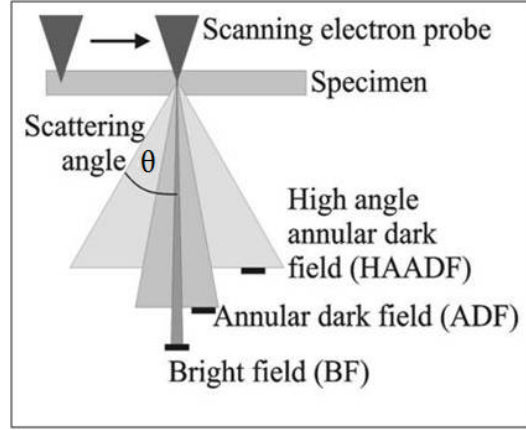 Scanning electron probe
Specimen
Scattering
angle
θ
High angle
annular dark
field (HAADF)
Annular dark field (ADF)
Bright field (BF)